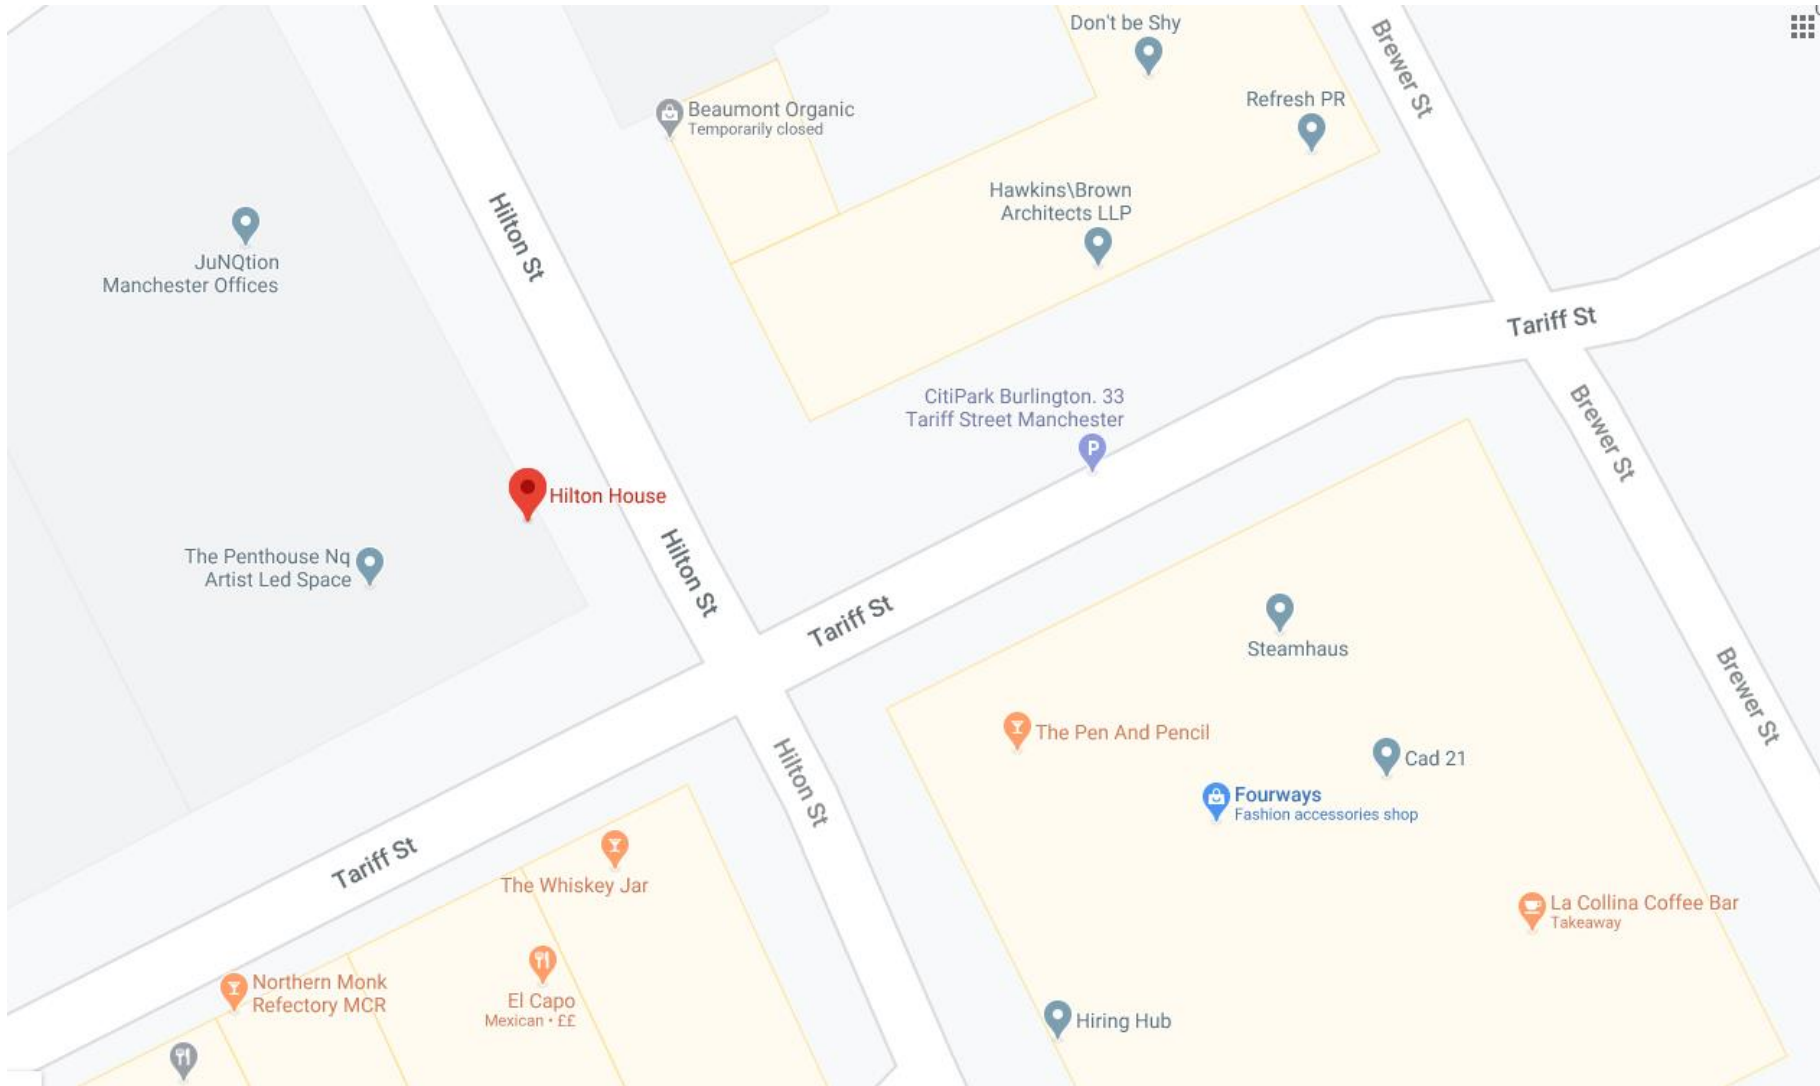 Don't be Shy
Brewer St
Beaumont Organic
Temporarily closed
Refresh PR
Hawkins\Brown
Architects LLP
Hilton St
JuNQtion
Manchester Offices
Tariff St
CitiPark Burlington. 33
Tariff Street Manchester
Brewer St
Hilton House
The Penthouse Nq
Artist Led Space
Hilton St
Tariff St
Steamhaus
Brewer St
The Pen And Pencil
Cad 21
Hilton St
Fourways
Fashion accessories shop
Tariff St
The Whiskey Jar
La Collina Coffee Bar
Takeaway
Northern Monk
Refectory MCR
El Capo
Mexican • ££
Hiring Hub